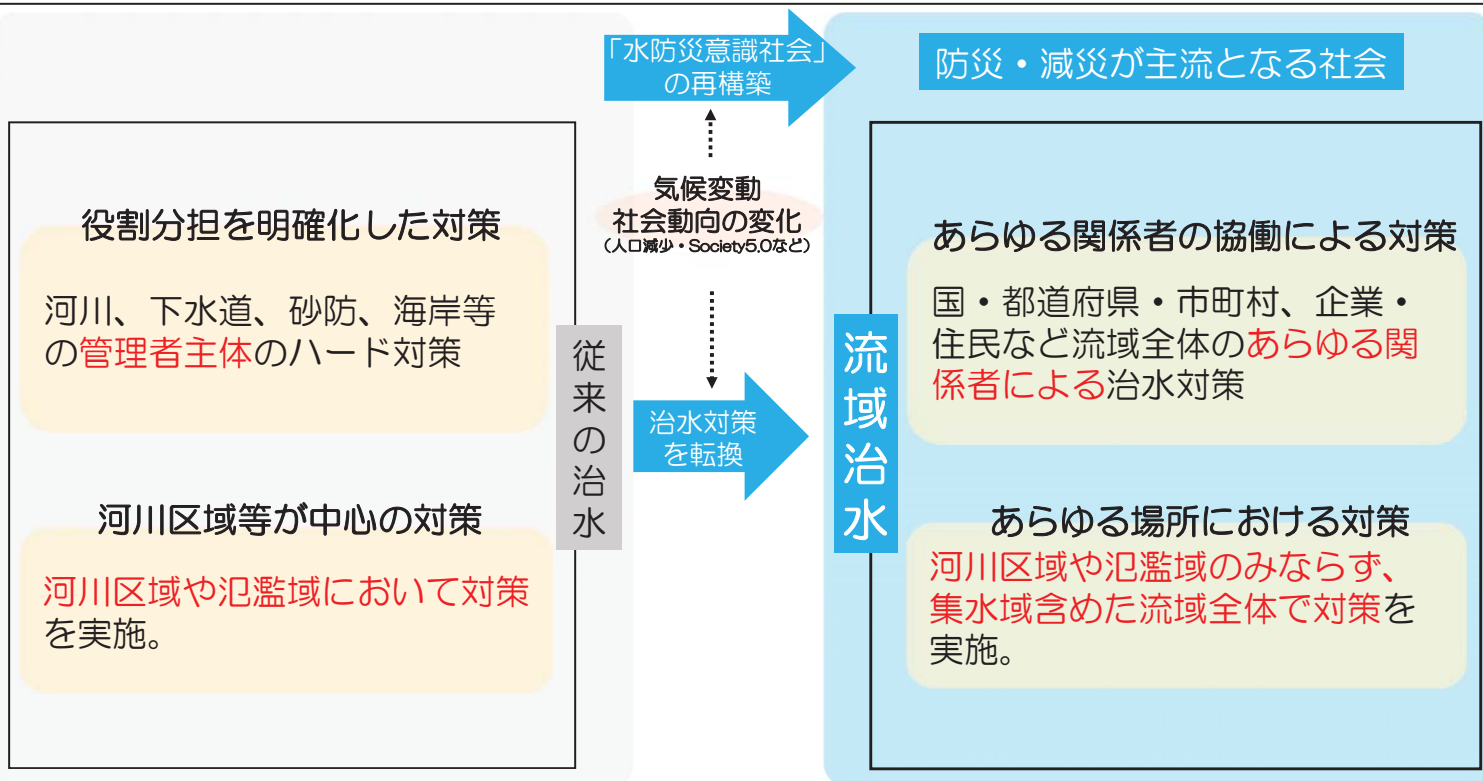 「水防災意識社会」
の再構築
防災・減災が主流となる社会
気候変動
社会動向の変化
（人口減少・Society5.0など）
役割分担を明確化した対策
河川、下水道、砂防、海岸等
の管理者主体のハード対策
河川区域等が中心の対策
河川区域や氾濫域において対策
を実施。
従来の治水
治水対策
を転換
流域治水
あらゆる関係者の協働による対策
国・都道府県・市町村、企業・
住民など流域全体のあらゆる関
係者による治水対策
あらゆる場所における対策
河川区域や氾濫域のみならず、
集水域含めた流域全体で対策を
実施。